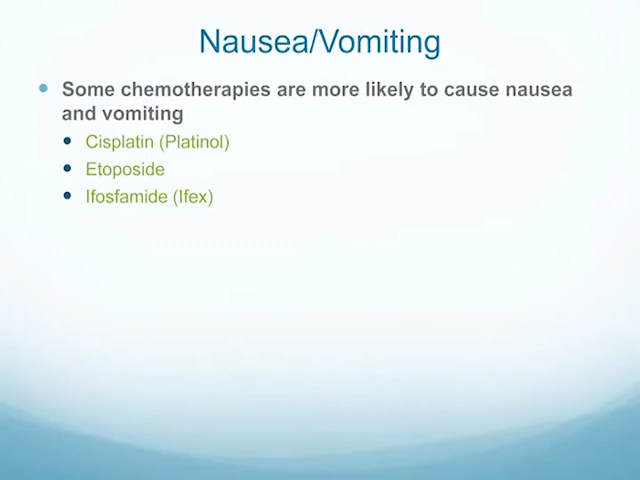 Nausea/Vomiting
Some chemotherapies are more likely to cause nausea
and vomiting
Cisplatin (Platinol)
Etoposide
Ifosfamide (Ifex)